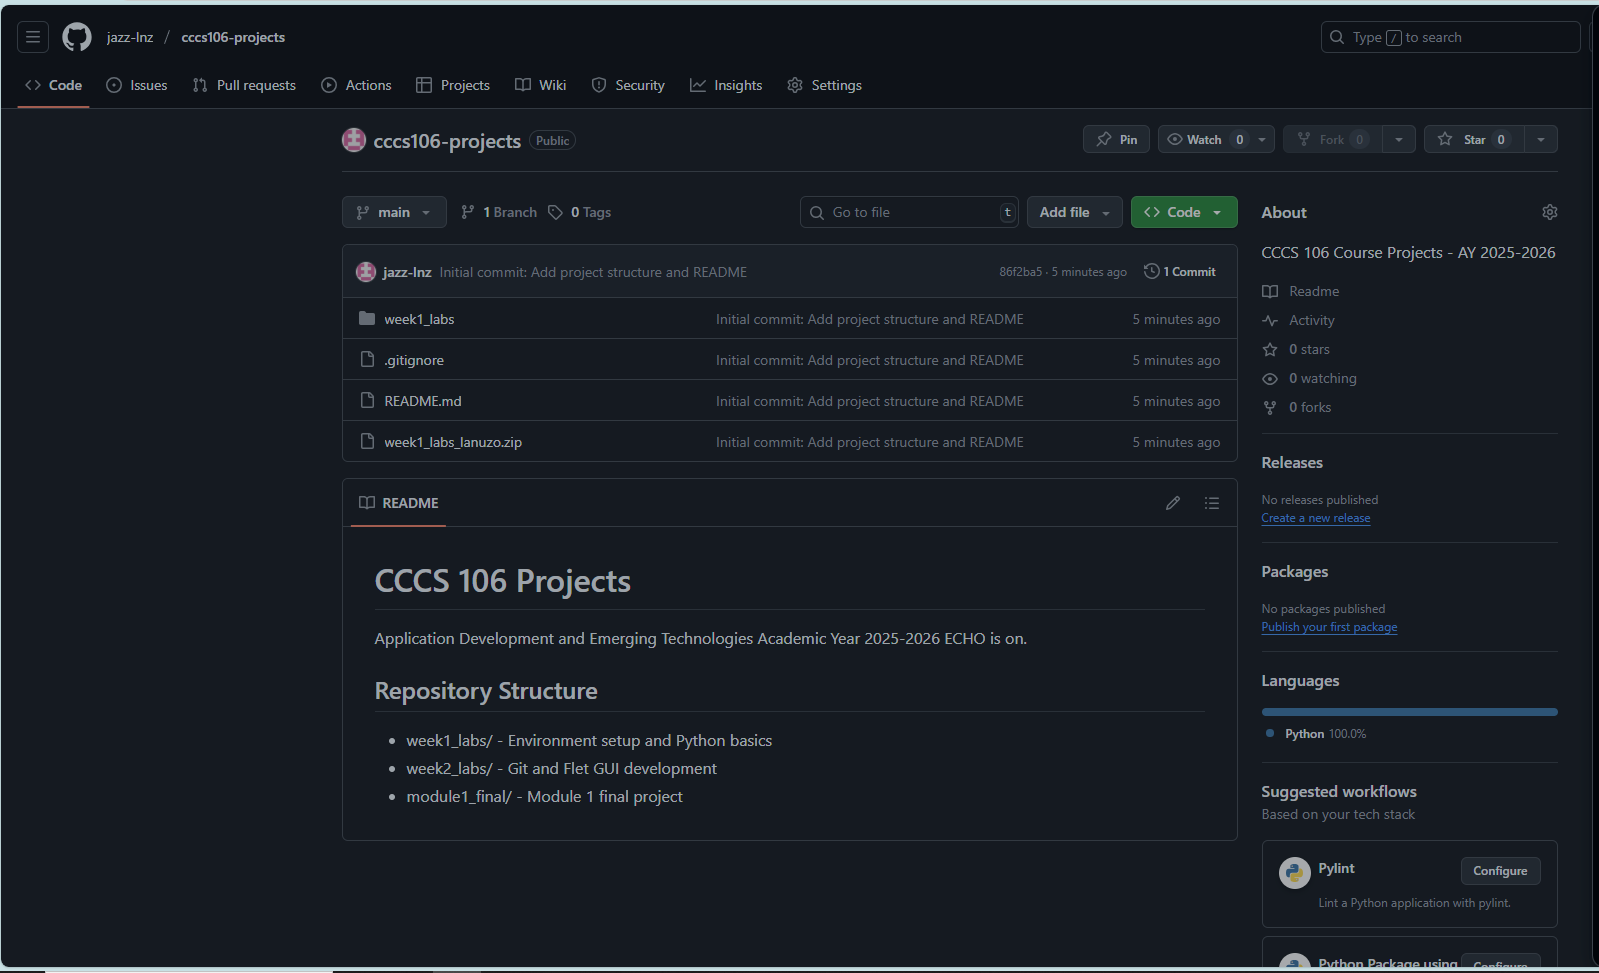 jazz-lnz / cccs106-projects
Type / to search
Code Issues Pull requests Actions Projects Wiki Security Insights Settings
cccs106-projects Public
Pin Watch 0 Fork 0 Star 0
main 1 Branch 0 Tags Go to file t Add file Code
jazz-lnz Initial commit: Add project structure and README 86f2ba5 · 5 minutes ago 1 Commit
week1_labs Initial commit: Add project structure and README 5 minutes ago
.gitignore Initial commit: Add project structure and README 5 minutes ago
README.md Initial commit: Add project structure and README 5 minutes ago
week1_labs_lanuzo.zip Initial commit: Add project structure and README 5 minutes ago
README
CCCS 106 Projects
Application Development and Emerging Technologies Academic Year 2025-2026 ECHO is on.
Repository Structure
• week1_labs/ - Environment setup and Python basics
• week2_labs/ - Git and Flet GUI development
• module1_final/ - Module 1 final project
About
CCCS 106 Course Projects - AY 2025-2026
Readme
Activity
0 stars
0 watching
0 forks
Releases
No releases published
Create a new release
Packages
No packages published
Publish your first package
Languages
Python 100.0%
Suggested workflows
Based on your tech stack
Pylint Configure
Lint a Python application with pylint.
Python Package using Configure